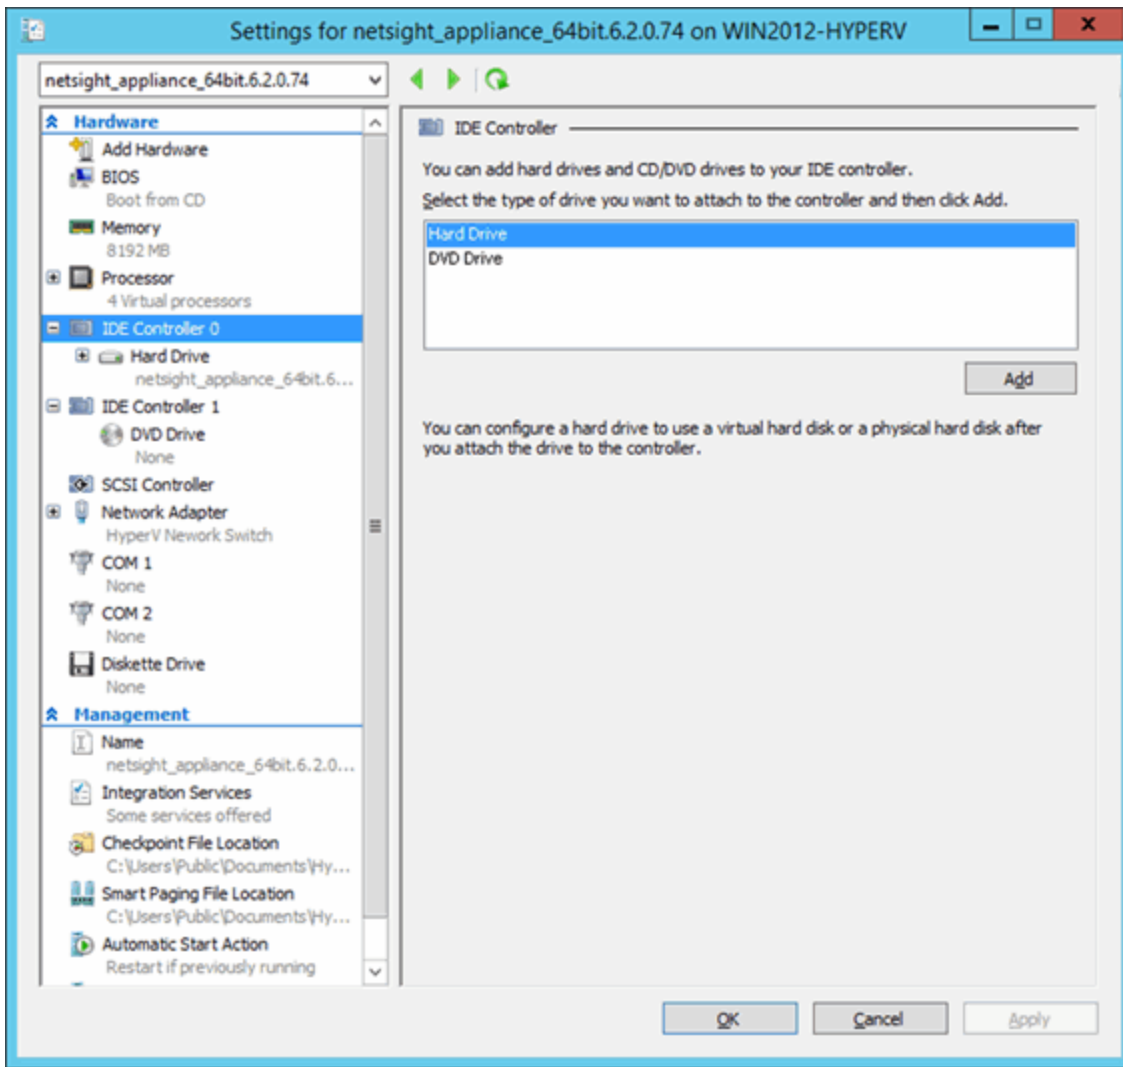 Settings for netsight_appliance_64bit.6.2.0.74 on WIN2012-HYPERV
netsight_appliance_64bit.6.2.0.74
Hardware
Add Hardware
BIOS
Boot from CD
Memory
8192 MB
Processor
4 Virtual processors
IDE Controller 0
Hard Drive
netsight_appliance_64bit.6...
IDE Controller 1
DVD Drive
None
SCSI Controller
Network Adapter
HyperV Nework Switch
COM 1
None
COM 2
None
Diskette Drive
None
Management
Name
netsight_appliance_64bit.6.2.0...
Integration Services
Some services offered
Checkpoint File Location
C:\Users\Public\Documents\Hy...
Smart Paging File Location
C:\Users\Public\Documents\Hy...
Automatic Start Action
Restart if previously running
IDE Controller
You can add hard drives and CD/DVD drives to your IDE controller.
Select the type of drive you want to attach to the controller and then click Add.
Hard Drive
DVD Drive
Add
You can configure a hard drive to use a virtual hard disk or a physical hard disk after
you attach the drive to the controller.
OK
Cancel
Apply